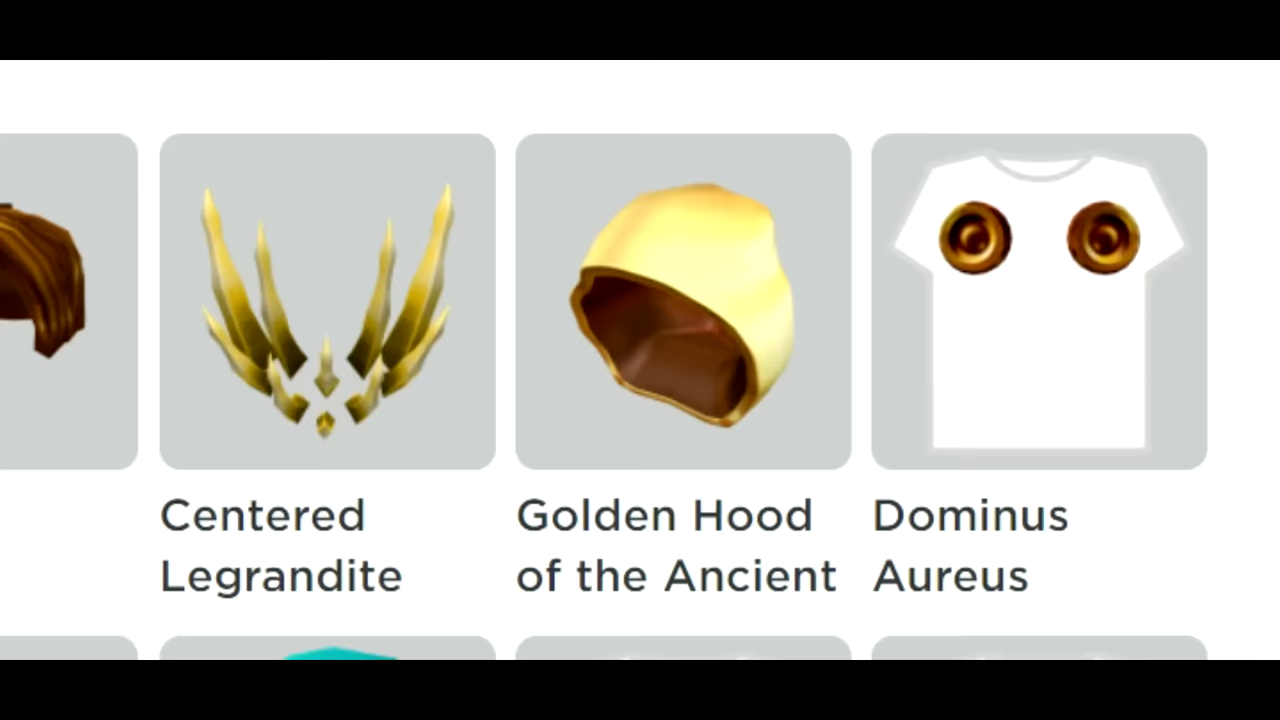 Centered
Legrandite
Golden Hood
of the Ancient
Dominus
Aureus